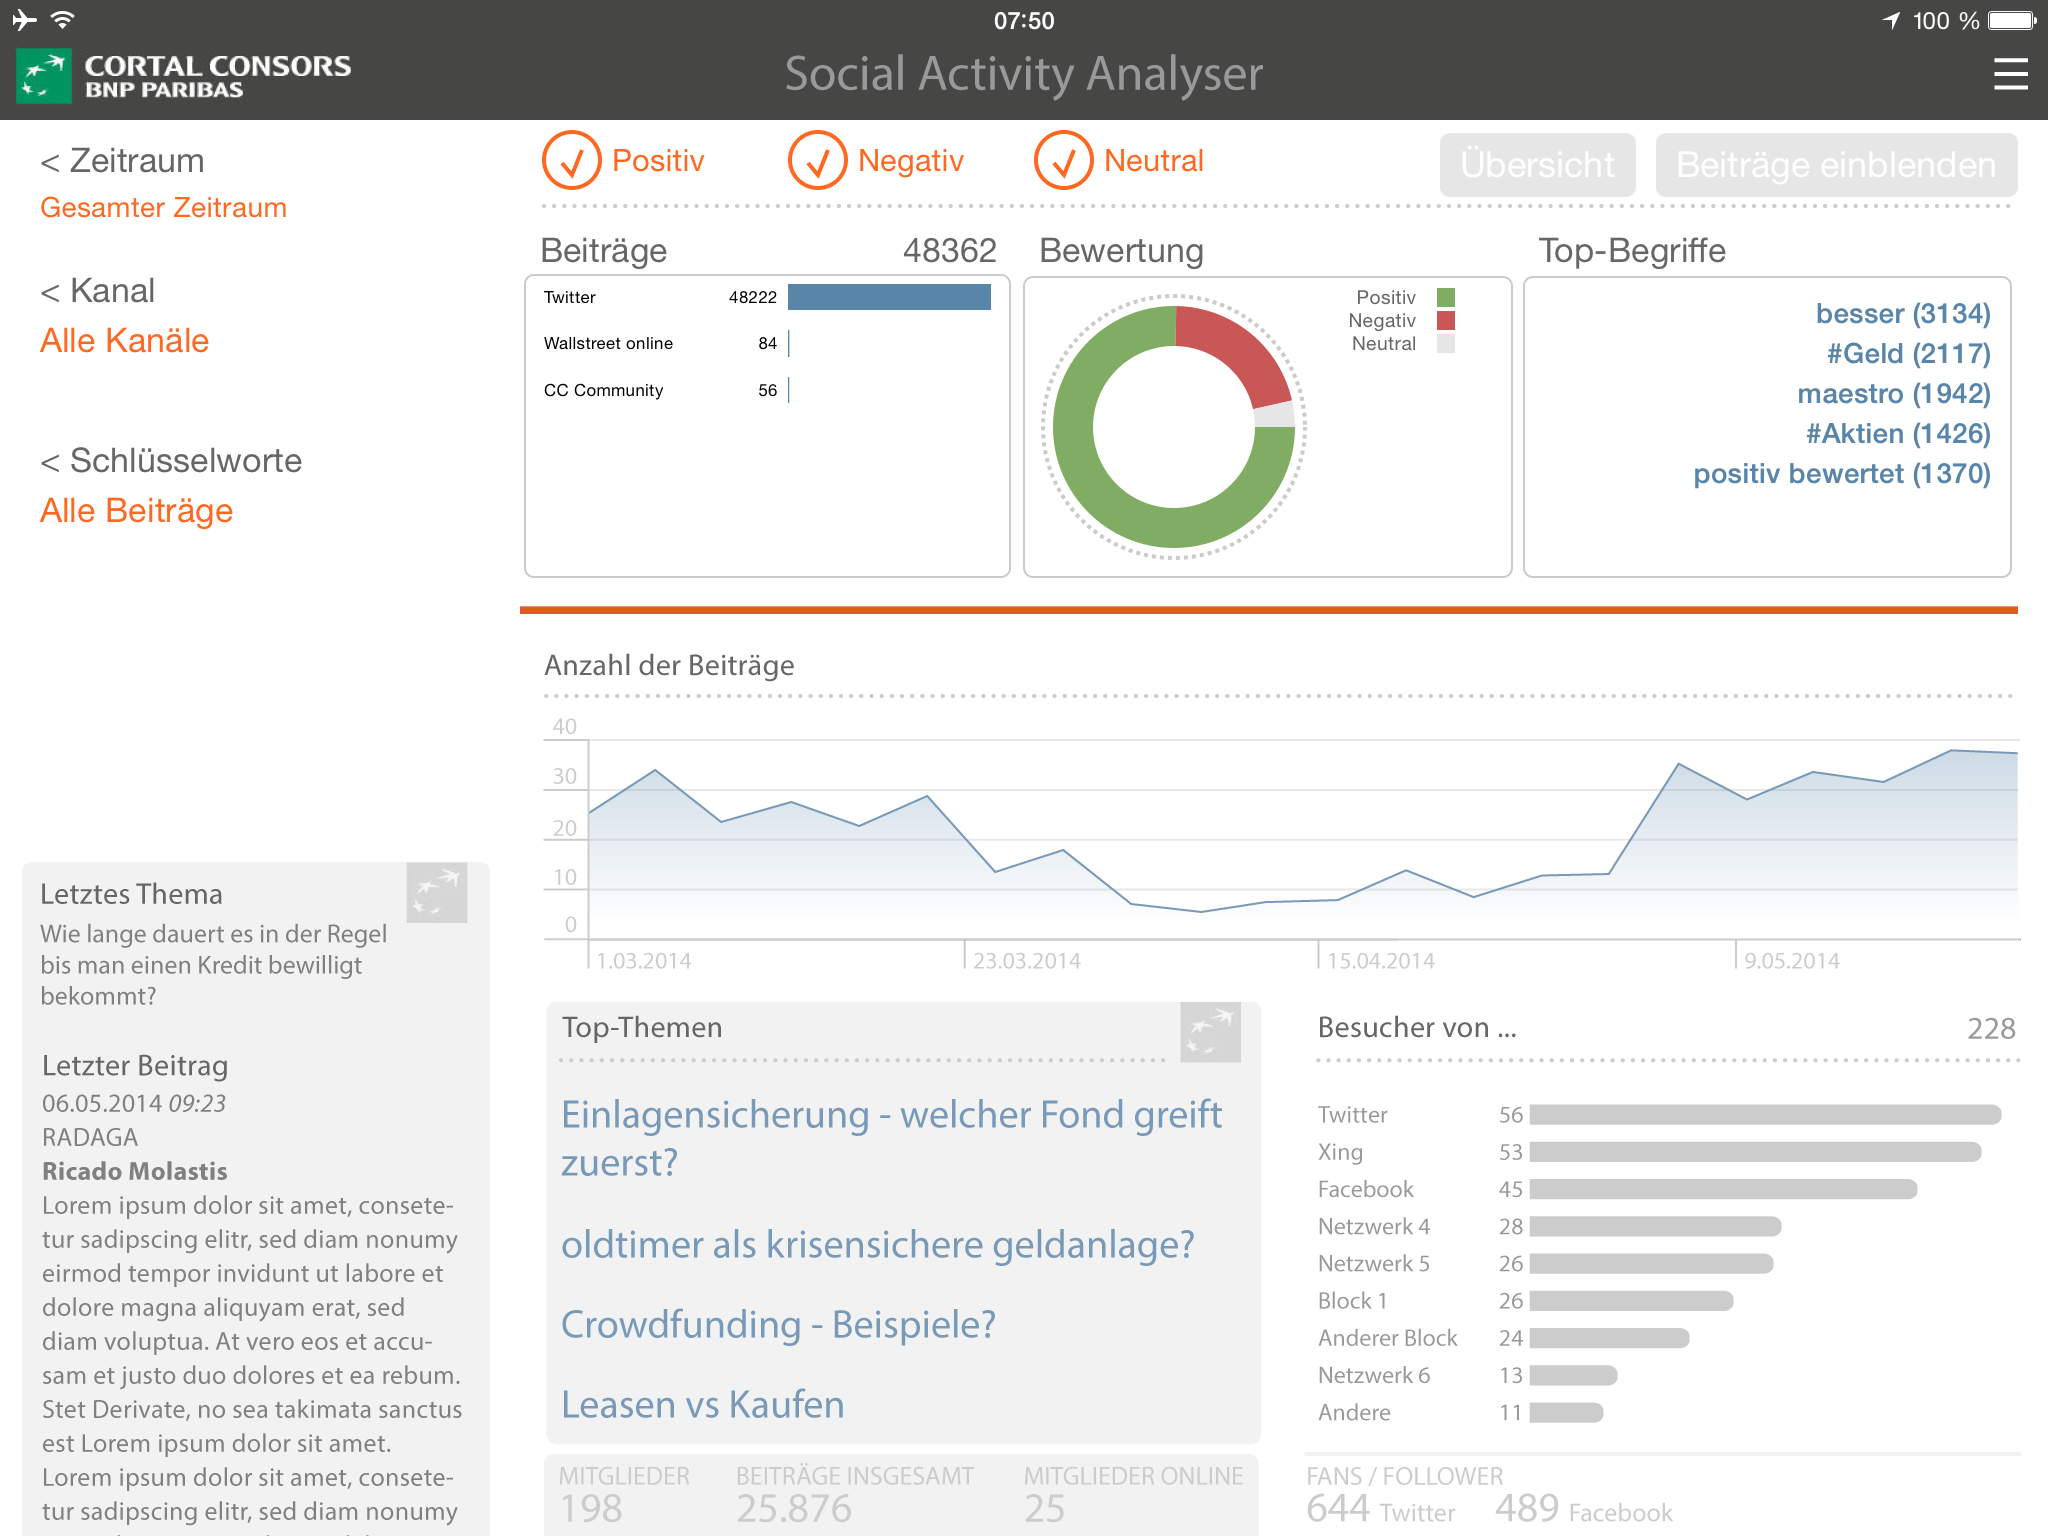 07:50
100 %
CORTAL CONSORS
BNP PARIBAS
Social Activity Analyser
< Zeitraum
Gesamter Zeitraum
< Kanal
Alle Kanäle
< Schlüsselworte
Alle Beiträge
Positiv
Negativ
Neutral
Übersicht
Beiträge einblenden
Beiträge 48362
Twitter 48222
Wallstreet online 84
CC Community 56
Bewertung
Positiv
Negativ
Neutral
Top-Begriffe
besser (3134)
#Geld (2117)
maestro (1942)
#Aktien (1426)
positiv bewertet (1370)
Anzahl der Beiträge
40
30
20
10
0
1.03.2014
23.03.2014
15.04.2014
9.05.2014
Letztes Thema
Wie lange dauert es in der Regel
bis man einen Kredit bewilligt
bekommt?
Letzter Beitrag
06.05.2014 09:23
RADAGA
Ricado Molastis
Lorem ipsum dolor sit amet, consete-
tur sadipscing elitr, sed diam nonumy
eirmod tempor invidunt ut labore et
dolore magna aliquyam erat, sed
diam voluptua. At vero eos et accu-
sam et justo duo dolores et ea rebum.
Stet Derivate, no sea takimata sanctus
est Lorem ipsum dolor sit amet.
Lorem ipsum dolor sit amet, consete-
tur sadipscing elitr, sed diam nonumy
Top-Themen
Einlagensicherung - welcher Fond greift
zuerst?
oldtimer als krisensichere geldanlage?
Crowdfunding - Beispiele?
Leasen vs Kaufen
Besucher von ... 228
Twitter 56
Xing 53
Facebook 45
Netzwerk 4 28
Netzwerk 5 26
Block 1 26
Anderer Block 24
Netzwerk 6 13
Andere 11
MITGLIEDER
198
BEITRÄGE INSGESAMT
25.876
MITGLIEDER ONLINE
25
FANS / FOLLOWER
644 Twitter 489 Facebook